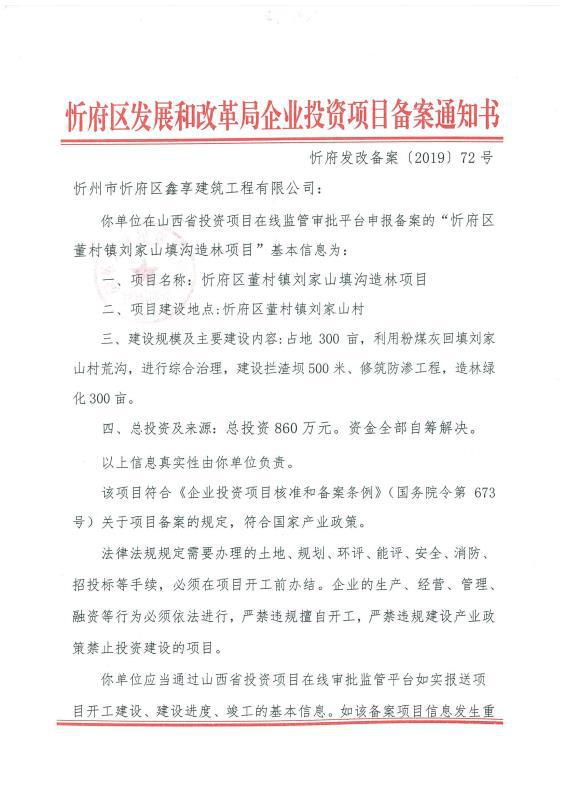 忻府区发展和改革局企业投资项目备案通知书
忻府发改备案〔2019〕72号
忻州市忻府区鑫享建筑工程有限公司：
你单位在山西省投资项目在线监管审批平台申报备案的“忻府区
董村镇刘家山填沟造林项目”基本信息为：
一、项目名称：忻府区董村镇刘家山填沟造林项目
二、项目建设地点:忻府区董村镇刘家山村
三、建设规模及主要建设内容:占地 300 亩，利用粉煤灰回填刘家
山村荒沟，进行综合治理，建设拦渣坝500米、修筑防渗工程，造林绿
化300亩。
四、总投资及来源：总投资860万元。资金全部自筹解决。
以上信息真实性由你单位负责。
该项目符合《企业投资项目核准和备案条例》（国务院令第 673
号）关于项目备案的规定，符合国家产业政策。
法律法规规定需要办理的土地、规划、环评、能评、安全、消防、
招投标等手续，必须在项目开工前办结。企业的生产、经营、管理、
融资等行为必须依法进行，严禁违规擅自开工，严禁违规建设产业政
策禁止投资建设的项目。
你单位应当通过山西省投资项目在线审批监管平台如实报送项
目开工建设、建设进度、竣工的基本信息。如该备案项目信息发生重